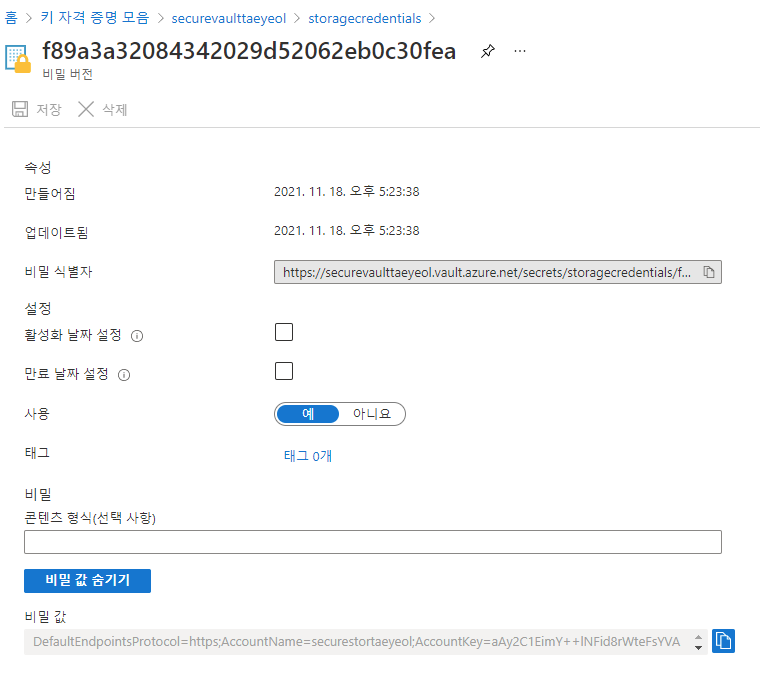 홈 > 키 자격 증명 모음 > securevaulttaeyeol > storagecredentials >
f89a3a32084342029d52062eb0c30fea
비밀 버전
저장 삭제
속성
만들어짐 2021. 11. 18. 오후 5:23:38
업데이트됨 2021. 11. 18. 오후 5:23:38
비밀 식별자 https://securevaulttaeyeol.vault.azure.net/secrets/storagecredentials/f...
설정
활성화 날짜 설정
만료 날짜 설정
사용 예 아니요
태그 태그 0개
비밀
콘텐츠 형식(선택 사항)
비밀 값 숨기기
비밀 값
DefaultEndpointsProtocol=https;AccountName=securestortaeyeol;AccountKey=aAy2C1EimY++lNFid8rWteFsYVA